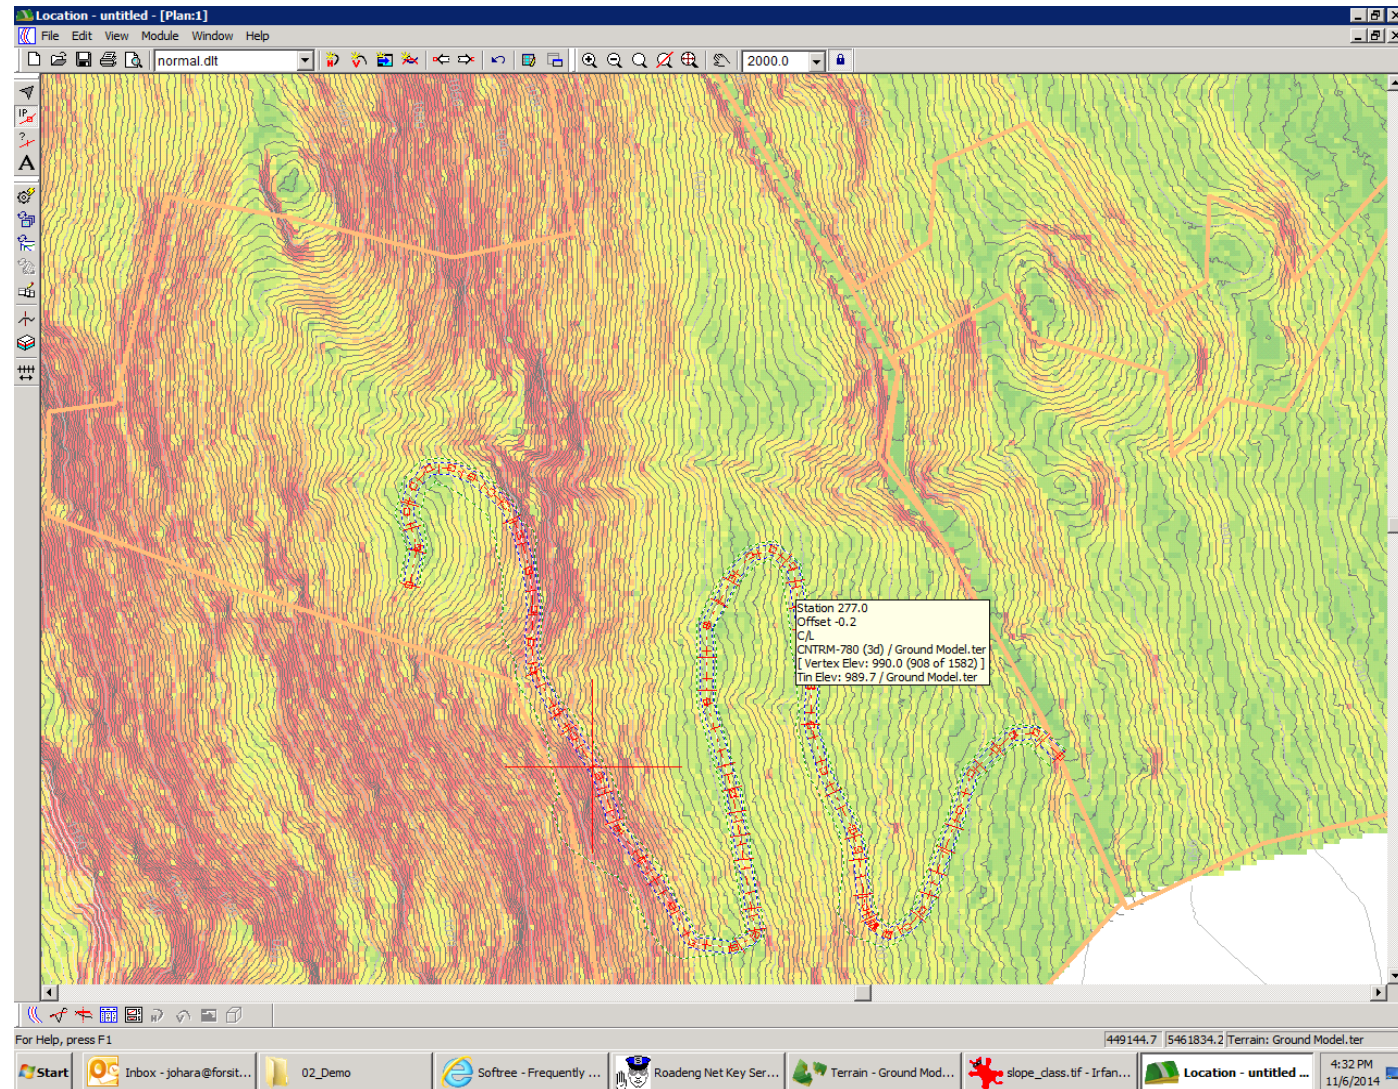 Location - untitled - [Plan:1]
File Edit View Module Window Help
normal.dlt
2000.0
IP
A
Station 277.0
Offset -0.2
C/L
CNTRM-780 (3d) / Ground Model.ter
[ Vertex Elev: 990.0 (908 of 1582) ]
Tin Elev: 989.7 / Ground Model.ter
For Help, press F1
449144.7 5461834.2 Terrain: Ground Model.ter
Start Inbox - johara@forsit... 02_Demo Softree - Frequently ... Roadeng Net Key Ser... Terrain - Ground Mod... slope_class.tif - Irfan... Location - untitled ... 4:32 PM
11/6/2014